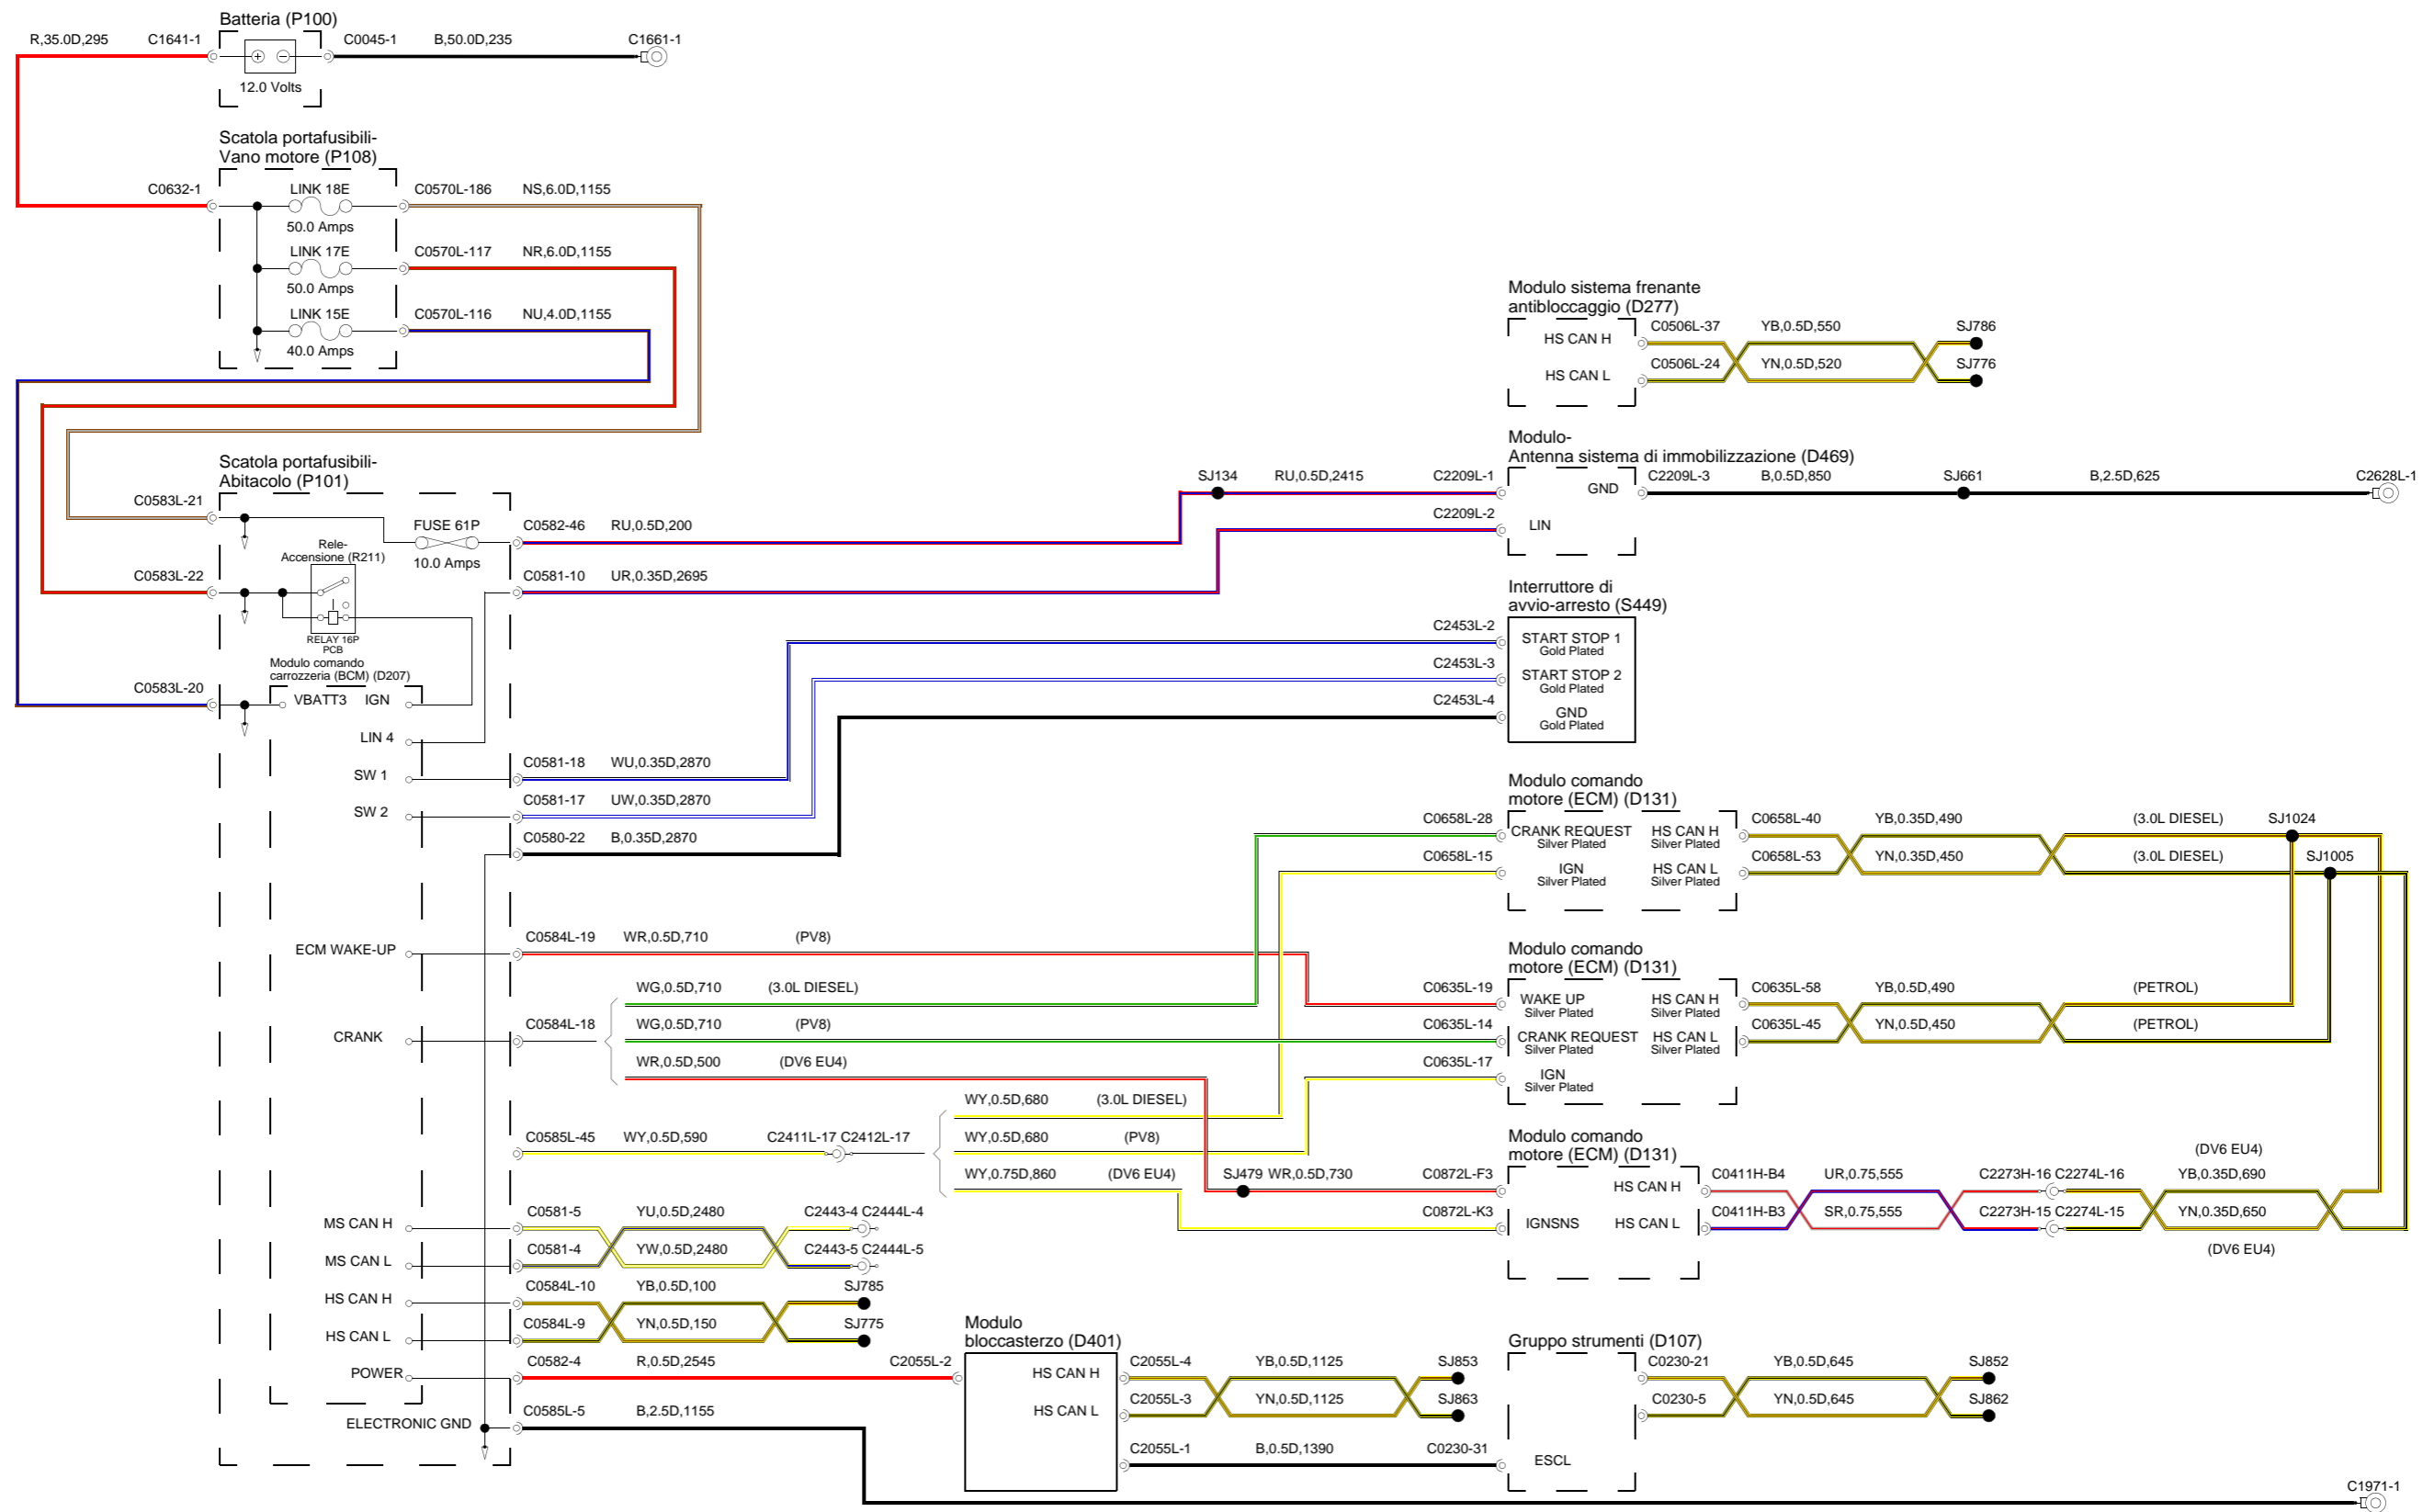 Batteria (P100)
R,35.0D,295
C1641-1
C0045-1
B,50.0D,235
C1661-1
12.0 Volts
Scatola portafusibili-
Vano motore (P108)
C0632-1
LINK 18E
C0570L-186
NS,6.0D,1155
50.0 Amps
LINK 17E
C0570L-117
NR,6.0D,1155
50.0 Amps
LINK 15E
C0570L-116
NU,4.0D,1155
40.0 Amps
Modulo sistema frenante
antibloccaggio (D277)
HS CAN H
C0506L-37
YB,0.5D,550
SJ786
HS CAN L
C0506L-24
YN,0.5D,520
SJ776
Modulo-
Antenna sistema di immobilizzazione (D469)
SJ134
RU,0.5D,2415
C2209L-1
GND
C2209L-3
B,0.5D,850
SJ661
B,2.5D,625
C2628L-1
C2209L-2
LIN
Scatola portafusibili-
Abitacolo (P101)
C0583L-21
FUSE 61P
C0582-46
RU,0.5D,200
10.0 Amps
Rele-
Accensione (R211)
C0583L-22
C0581-10
UR,0.35D,2695
RELAY 16P
PCB
Modulo comando
carrozzeria (BCM) (D207)
C0583L-20
VBATT3
IGN
LIN 4
Interruttore di
avvio-arresto (S449)
C2453L-2
START STOP 1
Gold Plated
C2453L-3
START STOP 2
Gold Plated
C2453L-4
GND
Gold Plated
SW 1
C0581-18
WU,0.35D,2870
SW 2
C0581-17
UW,0.35D,2870
C0580-22
B,0.35D,2870
Modulo comando
motore (ECM) (D131)
C0658L-28
CRANK REQUEST
Silver Plated
HS CAN H
Silver Plated
C0658L-40
YB,0.35D,490
(3.0L DIESEL)
SJ1024
C0658L-15
IGN
Silver Plated
HS CAN L
Silver Plated
C0658L-53
YN,0.35D,450
(3.0L DIESEL)
SJ1005
ECM WAKE-UP
C0584L-19
WR,0.5D,710
(PV8)
Modulo comando
motore (ECM) (D131)
WG,0.5D,710
(3.0L DIESEL)
C0635L-19
WAKE UP
Silver Plated
HS CAN H
Silver Plated
C0635L-58
YB,0.5D,490
(PETROL)
CRANK
C0584L-18
WG,0.5D,710
(PV8)
C0635L-14
CRANK REQUEST
Silver Plated
HS CAN L
Silver Plated
C0635L-45
YN,0.5D,450
(PETROL)
WR,0.5D,500
(DV6 EU4)
C0635L-17
IGN
Silver Plated
WY,0.5D,680
(3.0L DIESEL)
C0585L-45
WY,0.5D,590
C2411L-17 C2412L-17
WY,0.5D,680
(PV8)
WY,0.75D,860
(DV6 EU4)
Modulo comando
motore (ECM) (D131)
SJ479 WR,0.5D,730
C0872L-F3
HS CAN H
C0411H-B4
UR,0.75,555
C2273H-16 C2274L-16
(DV6 EU4)
YB,0.35D,690
C0872L-K3
IGNSNS
HS CAN L
C0411H-B3
SR,0.75,555
C2273H-15 C2274L-15
YN,0.35D,650
(DV6 EU4)
MS CAN H
C0581-5
YU,0.5D,2480
C2443-4 C2444L-4
MS CAN L
C0581-4
YW,0.5D,2480
C2443-5 C2444L-5
HS CAN H
C0584L-10
YB,0.5D,100
SJ785
HS CAN L
C0584L-9
YN,0.5D,150
SJ775
POWER
C0582-4
R,0.5D,2545
C2055L-2
Modulo
bloccasterzo (D401)
HS CAN H
C2055L-4
YB,0.5D,1125
SJ853
HS CAN L
C2055L-3
YN,0.5D,1125
SJ863
C2055L-1
B,0.5D,1390
C0230-31
Gruppo strumenti (D107)
C0230-21
YB,0.5D,645
SJ852
C0230-5
YN,0.5D,645
SJ862
ESCL
ELECTRONIC GND
C0585L-5
B,2.5D,1155
C1971-1